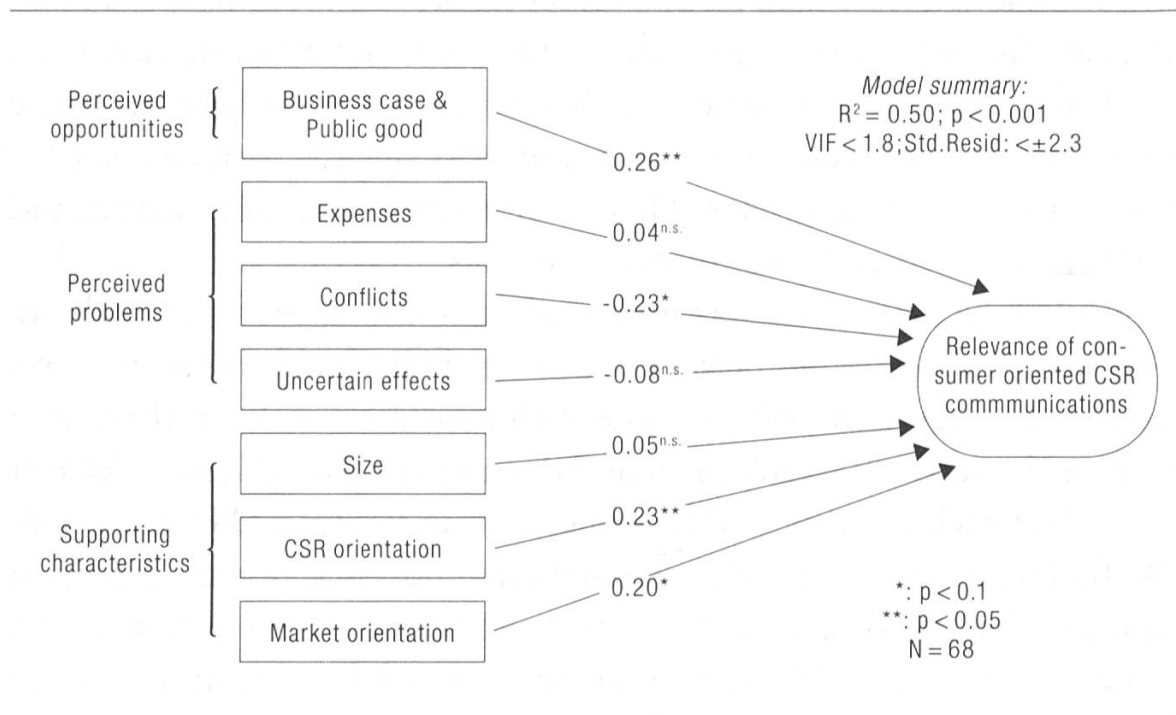 Perceived
opportunities
Business case &
Public good
Model summary:
R² = 0.50; p < 0.001
VIF < 1.8;Std.Resid: <±2.3
0.26**
Perceived
problems
Expenses
0.04n.s.
Conflicts
-0.23*
Uncertain effects
-0.08n.s.
Relevance of con-
sumer oriented CSR
commmunications
Supporting
characteristics
Size
0.05n.s.
CSR orientation
0.23**
Market orientation
0.20*
*: p < 0.1
**: p < 0.05
N = 68